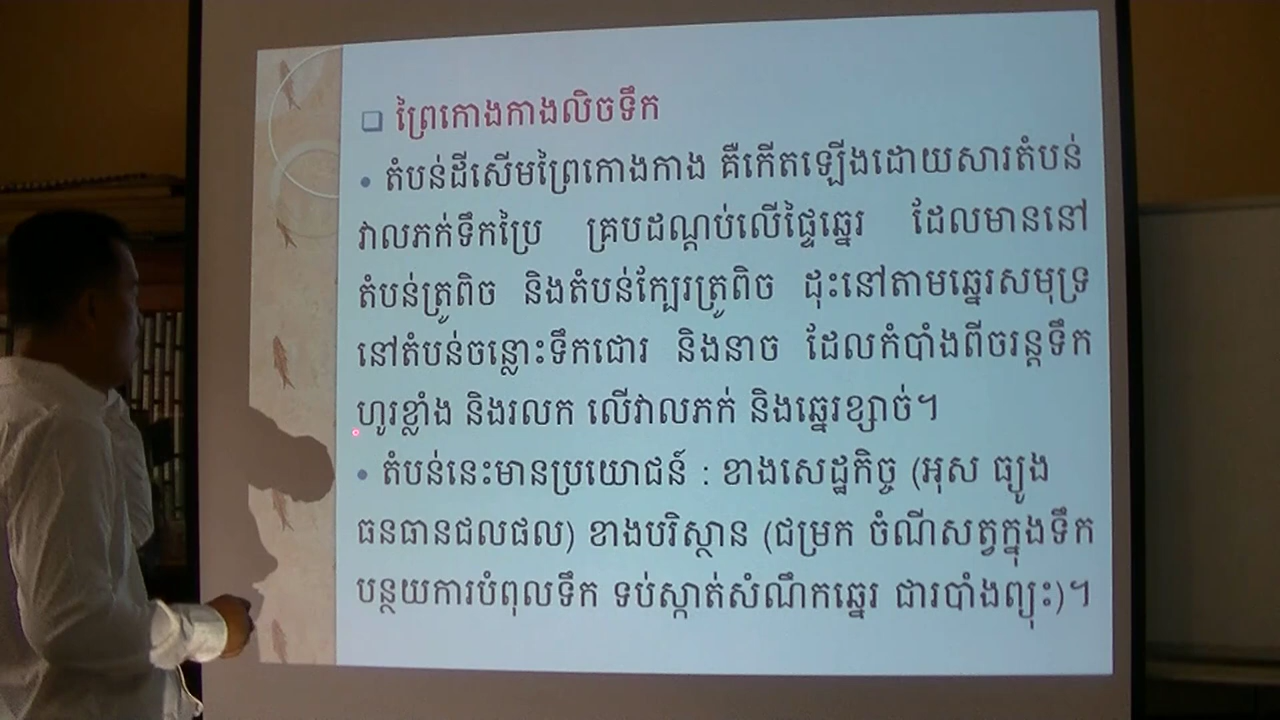 ព្រៃកោងកាងលិចទឹក
• តំបន់ដីសើមព្រៃកោងកាង គឺកើតឡើងដោយសារតំបន់
វាលភក់ទឹកប្រៃ គ្របដណ្តប់លើផ្ទៃឆ្នេរ ដែលមាននៅ
តំបន់ត្រូពិច និងតំបន់ក្បែរត្រូពិច ដុះនៅតាមឆ្នេរសមុទ្រ
នៅតំបន់ចន្លោះទឹកជោរ និងនាច ដែលកំបាំងពីចរន្តទឹក
ហូរខ្លាំង និងរលក លើវាលភក់ និងឆ្នេរខ្សាច់។
• តំបន់នេះមានប្រយោជន៍ : ខាងសេដ្ឋកិច្ច (អុស ធ្យូង
ធនធានជលផល) ខាងបរិស្ថាន (ជម្រក ចំណីសត្វក្នុងទឹក
បន្ថយការបំពុលទឹក ទប់ស្កាត់សំណឹកឆ្នេរ ជារបាំងព្យុះ)។